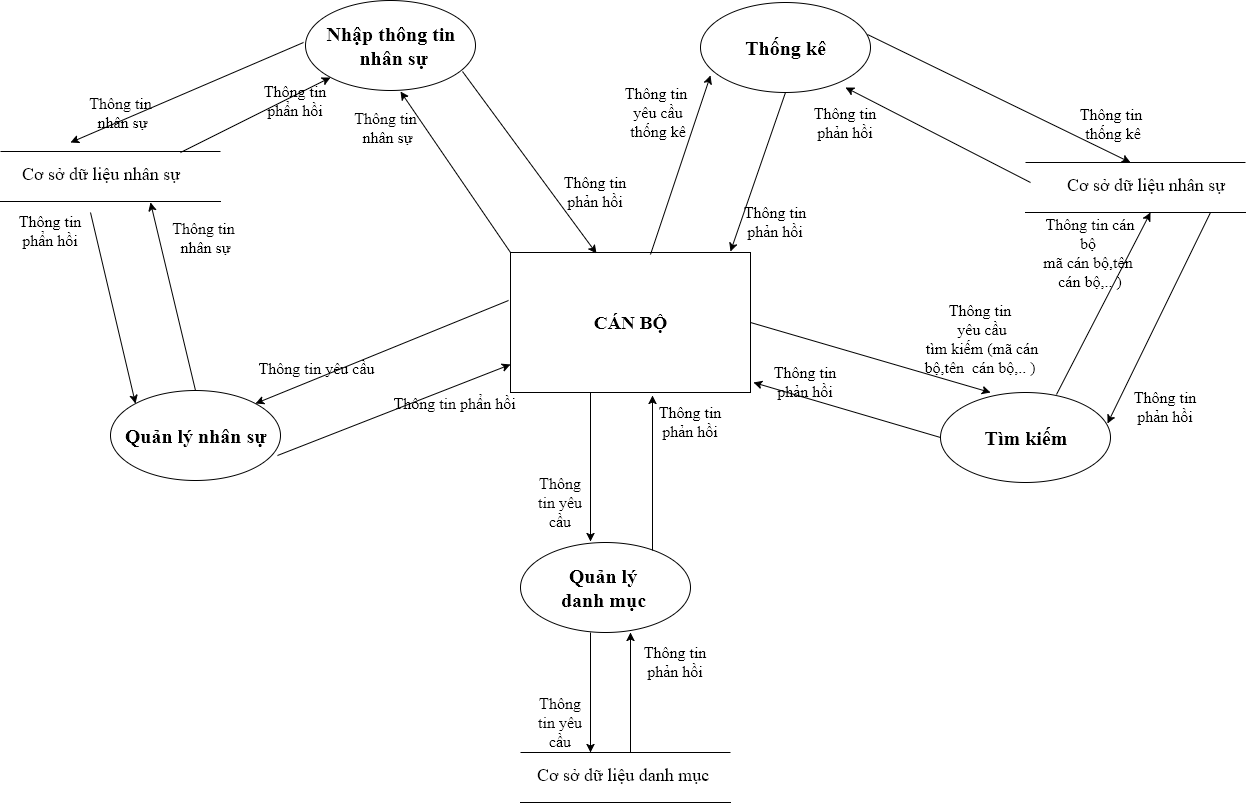 Nhập thông tin
nhân sự
Thống kê
Thông tin
nhân sự
Thông tin
phẩn hồi
Thông tin
nhân sự
Thông tin
yêu cầu
thống kê
Thông tin
phản hồi
Thông tin
thống kê
Cơ sở dữ liệu nhân sự
Cơ sở dữ liệu nhân sự
Thông tin
phản hồi
Thông tin
phẩn hồi
Thông tin
nhân sự
Thông tin
phản hồi
Thông tin cán
bộ
mã cán bộ,tên
cán bộ,.. )
CÁN BỘ
Thông tin
yêu cầu
tìm kiếm (mã cán
bộ,tên cán bộ,.. )
Thông tin yêu cầu
Thông tin
phản hồi
Thông tin phẩn hồi
Thông tin
phản hồi
Thông tin
phản hồi
Quản lý nhân sự
Tìm kiếm
Thông
tin yêu
cầu
Quản lý
danh mục
Thông tin
phản hồi
Thông
tin yêu
cầu
Cơ sở dữ liệu danh mục